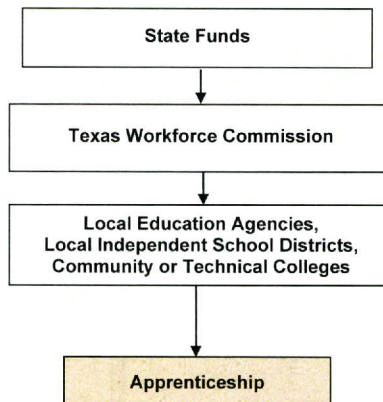 State Funds
Texas Workforce Commission
Local Education Agencies,
Local Independent School Districts,
Community or Technical Colleges
Apprenticeship